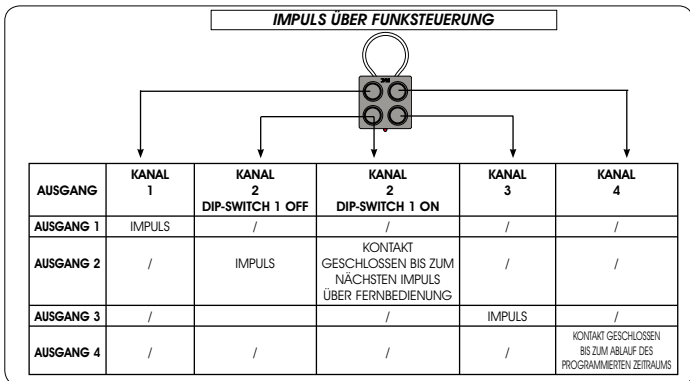 IMPULS ÜBER FUNKSTEUERUNG
AUSGANG
KANAL
1
KANAL
2
DIP-SWITCH 1 OFF
KANAL
2
DIP-SWITCH 1 ON
KANAL
3
KANAL
4
AUSGANG 1 IMPULS / / / /
AUSGANG 2 / IMPULS KONTAKT
GESCHLOSSEN BIS ZUM
NÄCHSTEN IMPULS
ÜBER FERNBEDIENUNG / /
AUSGANG 3 / / IMPULS /
AUSGANG 4 / / / / KONTAKT GESCHLOSSEN
BIS ZUM ABLAUF DES
PROGRAMMIERTEN ZEITRAUMS